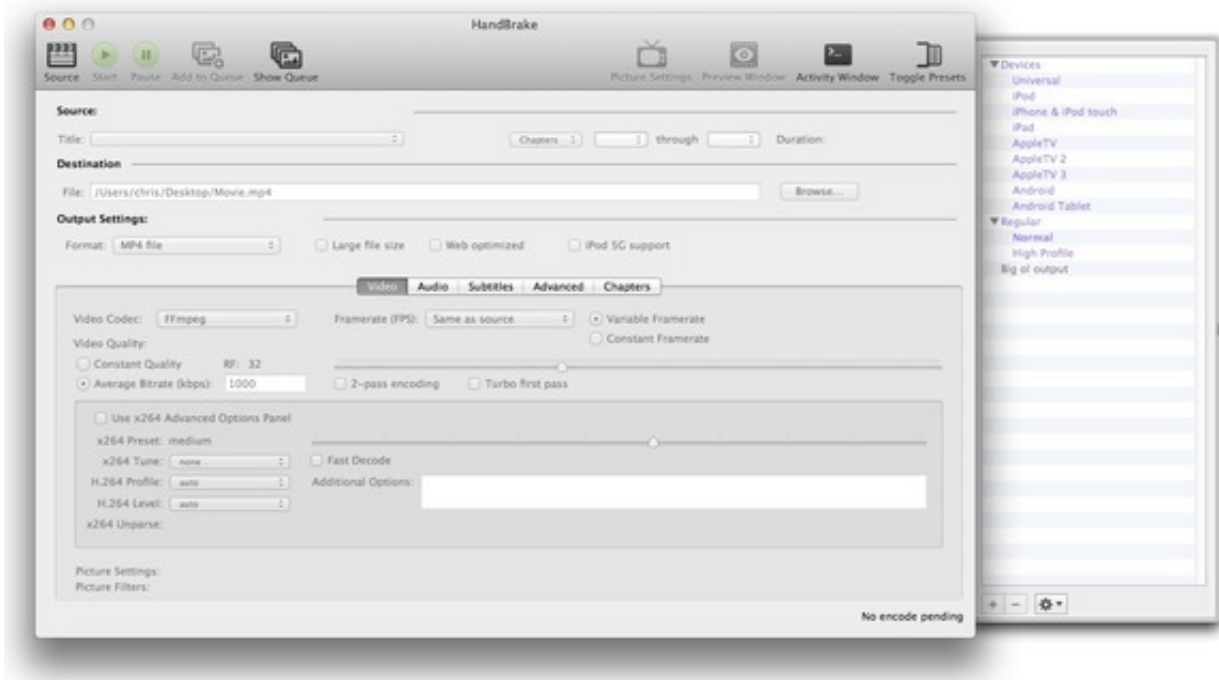 HandBrake
Source Start Pause Add to Queue Show Queue Picture Settings Preview Window Activity Window Toggle Presets
Source:
Title: Chapters through Duration:
Destination
File: /Users/chris/Desktop/Movie.mp4 Browse...
Output Settings:
Format: MP4 file Large file size Web optimized iPod 5G support
Video Audio Subtitles Advanced Chapters
Video Codec: FFmpeg Framerate (FPS): Same as source Variable Framerate
Constant Framerate
Video Quality:
Constant Quality RF: 32
Average Bitrate (kbps): 1000 2-pass encoding Turbo first pass
Use x264 Advanced Options Panel
x264 Preset: medium
x264 Tune: none Fast Decode
H.264 Profile: auto Additional Options:
H.264 Level: auto
x264 Unparse:
Picture Settings:
Picture Filters:
No encode pending
Devices
Universal
iPod
iPhone & iPod touch
iPad
AppleTV
AppleTV 2
AppleTV 3
Android
Android Tablet
Regular
Normal
High Profile
Big ol output